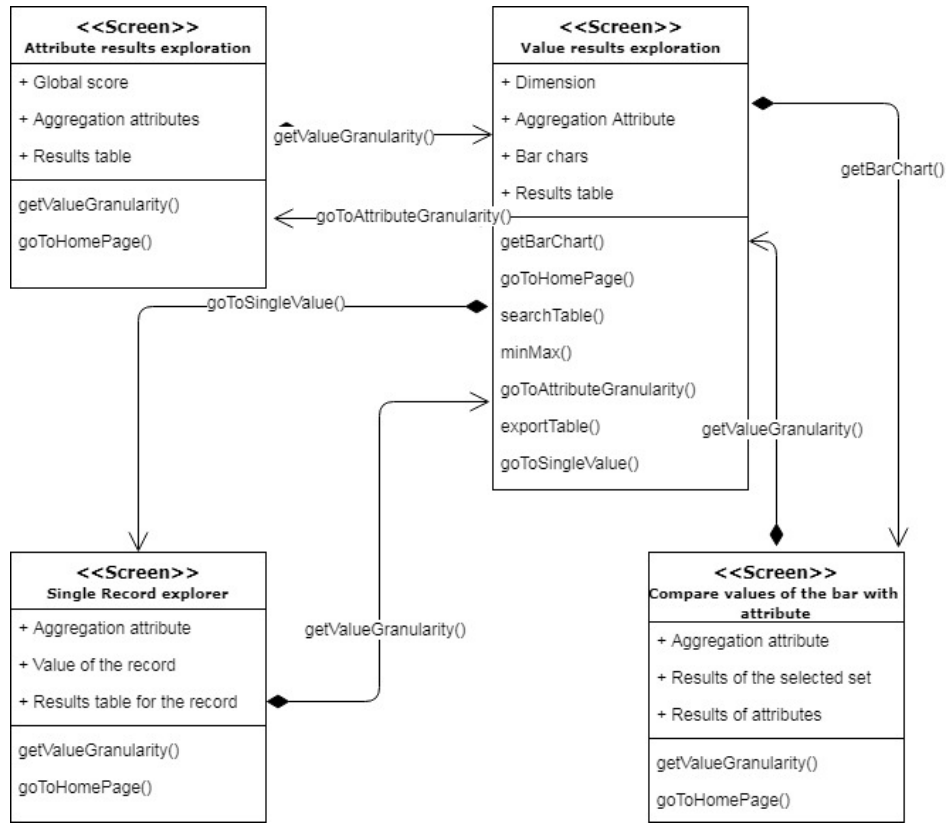 <<Screen>>
Attribute results exploration
+ Global score
+ Aggregation attributes
+ Results table
getValueGranularity()
goToHomePage()
getValueGranularity()
goToAttributeGranularity()
<<Screen>>
Value results exploration
+ Dimension
+ Aggregation Attribute
+ Bar chars
+ Results table
getBarChart()
goToHomePage()
searchTable()
minMax()
goToAttributeGranularity()
exportTable()
goToSingleValue()
getBarChart()
goToSingleValue()
getValueGranularity()
getValueGranularity()
<<Screen>>
Single Record explorer
+ Aggregation attribute
+ Value of the record
+ Results table for the record
getValueGranularity()
goToHomePage()
<<Screen>>
Compare values of the bar with
attribute
+ Aggregation attribute
+ Results of the selected set
+ Results of attributes
getValueGranularity()
goToHomePage()